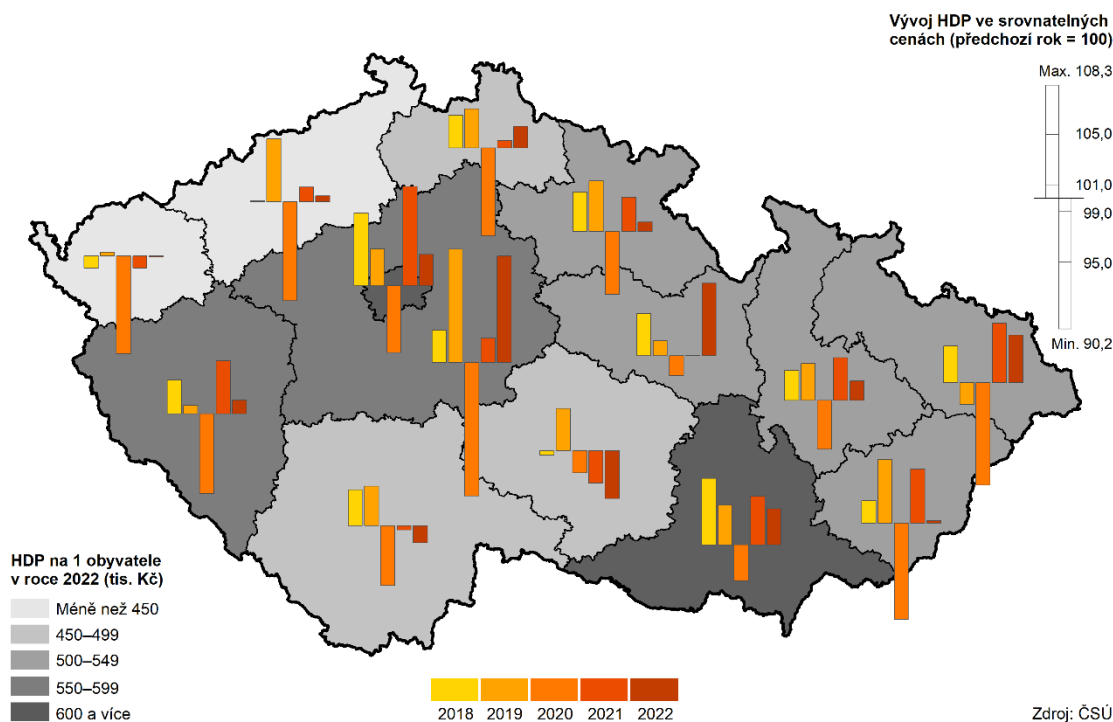 Vývoj HDP ve srovnatelných
cenách (předchozí rok = 100)
Max. 108,3
105,0
101,0
99,0
95,0
Min. 90,2
HDP na 1 obyvatele
v roce 2022 (tis. Kč)
Méně než 450
450–499
500–549
550–599
600 a více
2018 2019 2020 2021 2022
Zdroj: ČSÚ